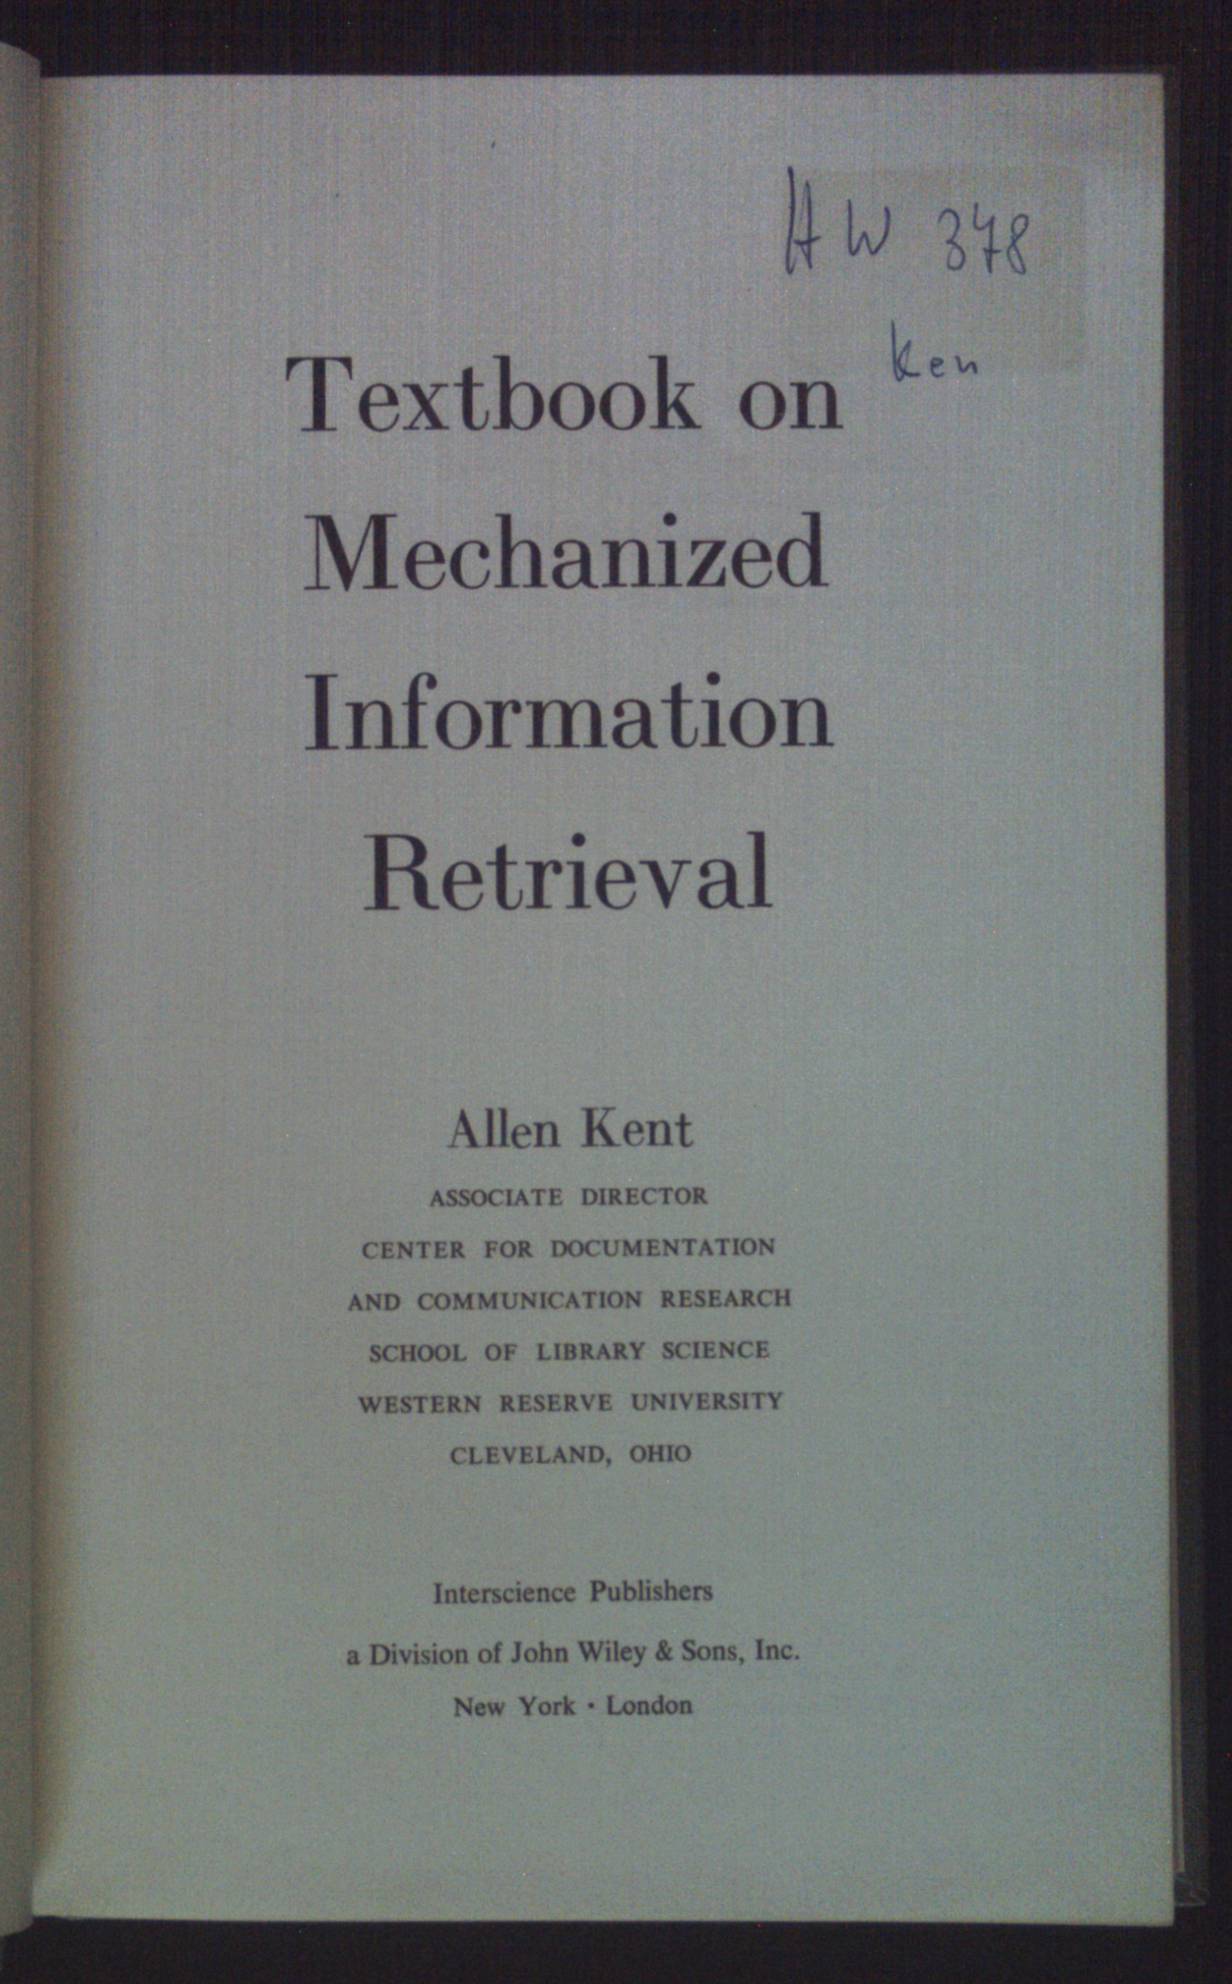 HW 378
Ken
Textbook on
Mechanized
Information
Retrieval
Allen Kent
ASSOCIATE DIRECTOR
CENTER FOR DOCUMENTATION
AND COMMUNICATION RESEARCH
SCHOOL OF LIBRARY SCIENCE
WESTERN RESERVE UNIVERSITY
CLEVELAND, OHIO
Interscience Publishers
a Division of John Wiley & Sons, Inc.
New York · London